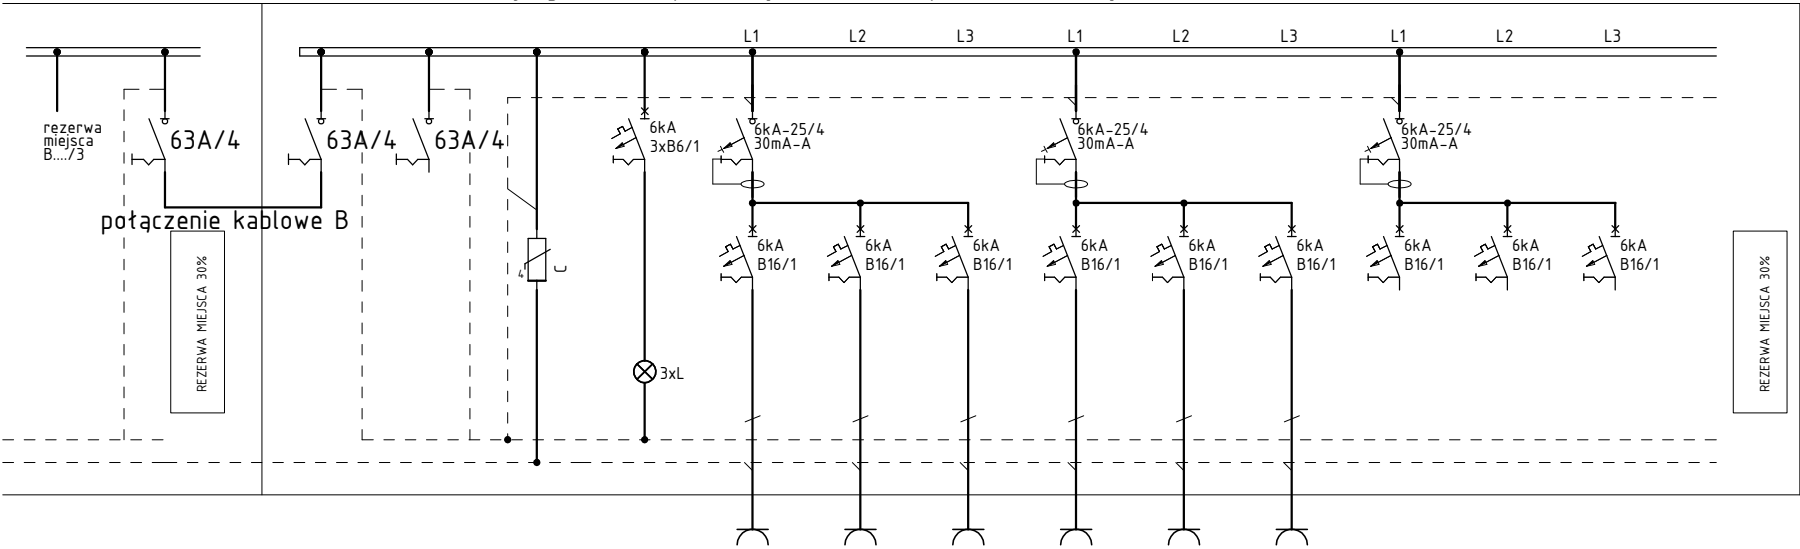 L1 L2 L3 L1 L2 L3 L1 L2 L3
rezerwa
miejsca
B..../3
63A/4
63A/4
63A/4
6kA
3xB6/1
6kA-25/4
30mA-A
6kA-25/4
30mA-A
6kA-25/4
30mA-A
połączenie kablowe B
REZERWA MIEJSCA 30%
4
C
6kA
B16/1
6kA
B16/1
6kA
B16/1
6kA
B16/1
6kA
B16/1
6kA
B16/1
6kA
B16/1
6kA
B16/1
6kA
B16/1
REZERWA MIEJSCA 30%
3xL